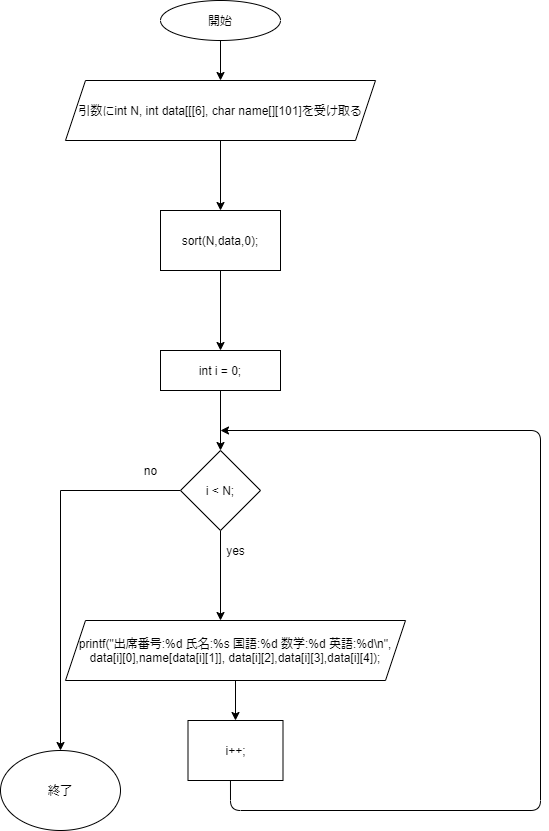 開始
引数にint N, int data[[[6], char name[][101]を受け取る
sort(N,data,0);
int i = 0;
no
i < N;
yes
printf("出席番号:%d 氏名:%s 国語:%d 数学:%d 英語:%d\n",
data[i][0],name[data[i][1]], data[i][2],data[i][3],data[i][4]);
i++;
終了